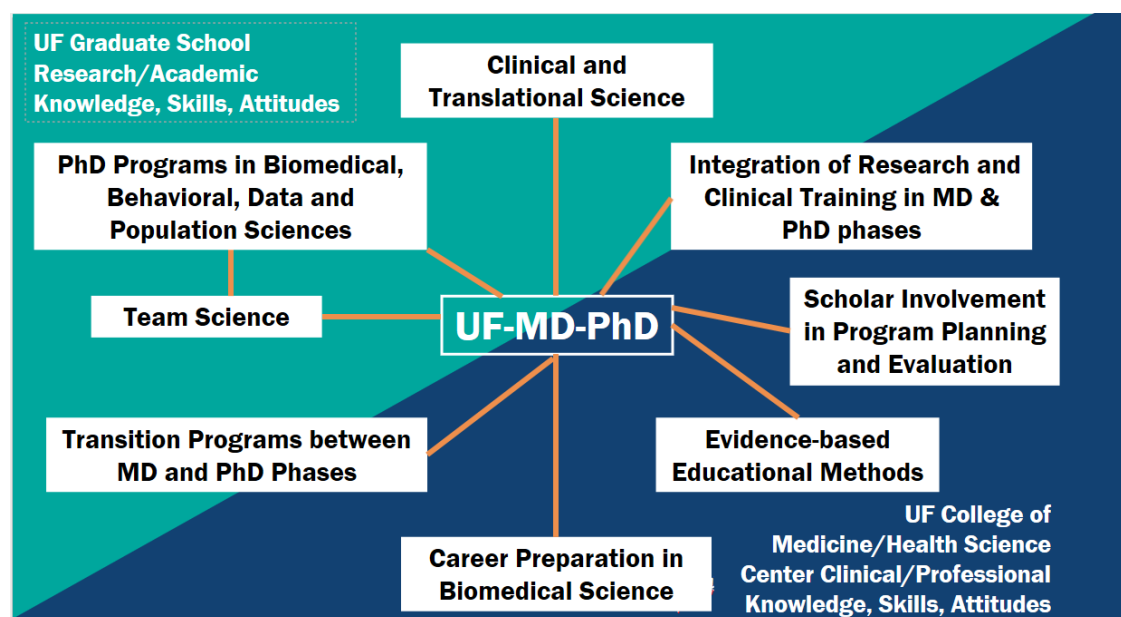 UF Graduate School
Research/Academic
Knowledge, Skills, Attitudes
Clinical and
Translational Science
PhD Programs in Biomedical,
Behavioral, Data and
Population Sciences
Integration of Research and
Clinical Training in MD &
PhD phases
Team Science
UF-MD-PhD
Scholar Involvement
in Program Planning
and Evaluation
Transition Programs between
MD and PhD Phases
Evidence-based
Educational Methods
Career Preparation in
Biomedical Science
UF College of
Medicine/Health Science
Center Clinical/Professional
Knowledge, Skills, Attitudes